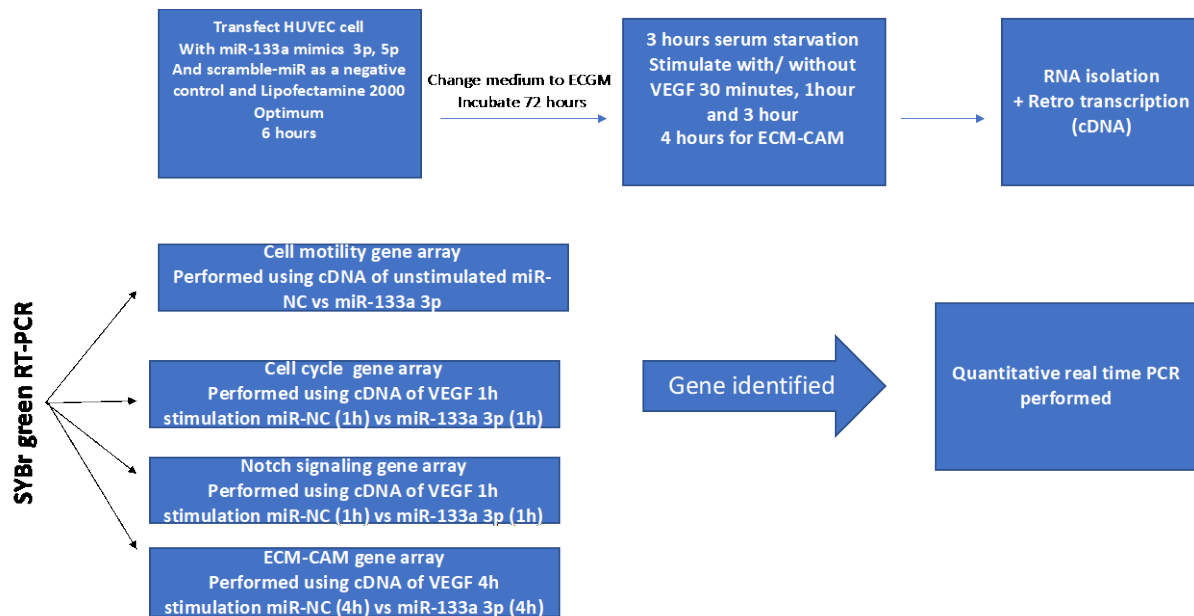 Transfect HUVEC cell
With miR-133a mimics 3p, 5p
And scramble-miR as a negative
control and Lipofectamine 2000
Optimum
6 hours
Change medium to ECGM
Incubate 72 hours
3 hours serum starvation
Stimulate with/ without
VEGF 30 minutes, 1hour
and 3 hour
4 hours for ECM-CAM
RNA isolation
+ Retro transcription
(cDNA)
SYBr green RT-PCR
Cell motility gene array
Performed using cDNA of unstimulated miR-
NC vs miR-133a 3p
Cell cycle gene array
Performed using cDNA of VEGF 1h
stimulation miR-NC (1h) vs miR-133a 3p (1h)
Notch signaling gene array
Performed using cDNA of VEGF 1h
stimulation miR-NC (1h) vs miR-133a 3p (1h)
ECM-CAM gene array
Performed using cDNA of VEGF 4h
stimulation miR-NC (4h) vs miR-133a 3p (4h)
Gene identified
Quantitative real time PCR
performed